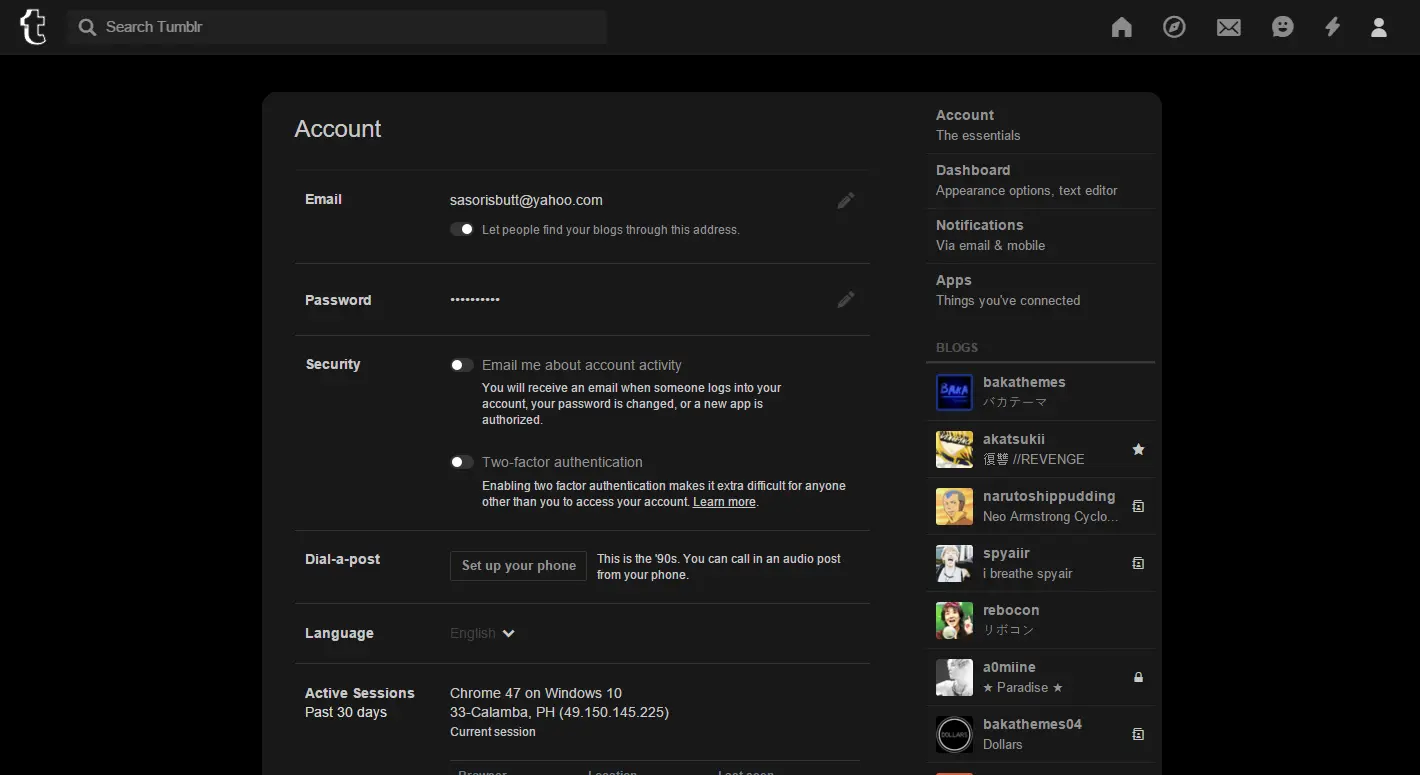 Search Tumblr
Account
Email
sasorisbutt@yahoo.com
Let people find your blogs through this address.
Password
••••••••••
Security
Email me about account activity
You will receive an email when someone logs into your
account, your password is changed, or a new app is
authorized.
Two-factor authentication
Enabling two factor authentication makes it extra difficult for anyone
other than you to access your account. Learn more.
Dial-a-post
Set up your phone
This is the '90s. You can call in an audio post
from your phone.
Language
English
Active Sessions
Past 30 days
Chrome 47 on Windows 10
33-Calamba, PH (49.150.145.225)
Current session
Browser Location Last seen
Account
The essentials
Dashboard
Appearance options, text editor
Notifications
Via email & mobile
Apps
Things you've connected
BLOGS
BAKA
bakathemes
バカテーマ
akatsukii
復讐 //REVENGE
narutoshippudding
Neo Armstrong Cyclo...
spyaiir
i breathe spyair
rebocon
リボコン
a0miine
★ Paradise ★
DOLLARS
bakathemes04
Dollars